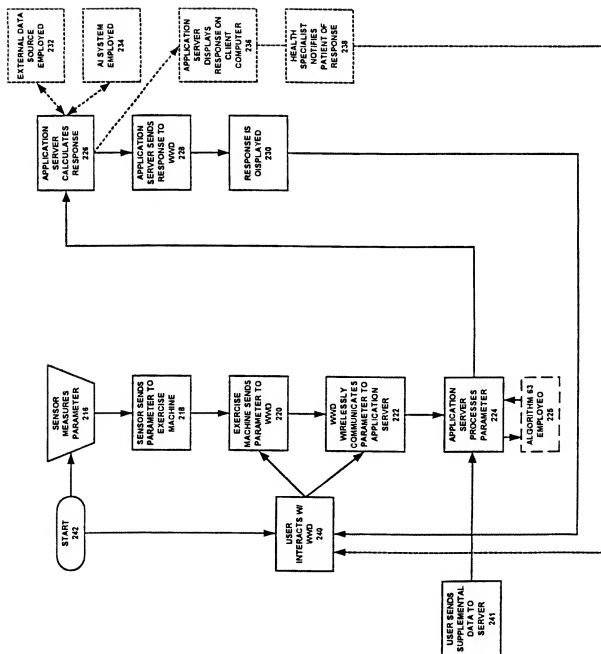 START
242
SENSOR
MEASURES
PARAMETER
216
SENSOR SENDS
PARAMETER TO
EXERCISE
MACHINE
218
EXERCISE
MACHINE SENDS
PARAMETER TO
WWD
220
WWD
WIRELESSLY
COMMUNICATES
PARAMETER TO
APPLICATION
SERVER
222
USER
INTERACTS W/
WWD
240
USER SENDS
SUPPLEMENTAL
DATA TO
SERVER
241
APPLICATION
SERVER
PROCESSES
PARAMETER
224
ALGORITHM 63
EMPLOYED
225
APPLICATION
SERVER
CALCULATES
RESPONSE
226
APPLICATION
SERVER SENDS
RESPONSE TO
WWD
228
RESPONSE IS
DISPLAYED
230
EXTERNAL DATA
SOURCE
EMPLOYED
232
AI SYSTEM
EMPLOYED
234
APPLICATION
SERVER
DISPLAYS
RESPONSE ON
CLIENT
COMPUTER
236
HEALTH
SPECIALIST
NOTIFIES
PATIENT OF
RESPONSE
238